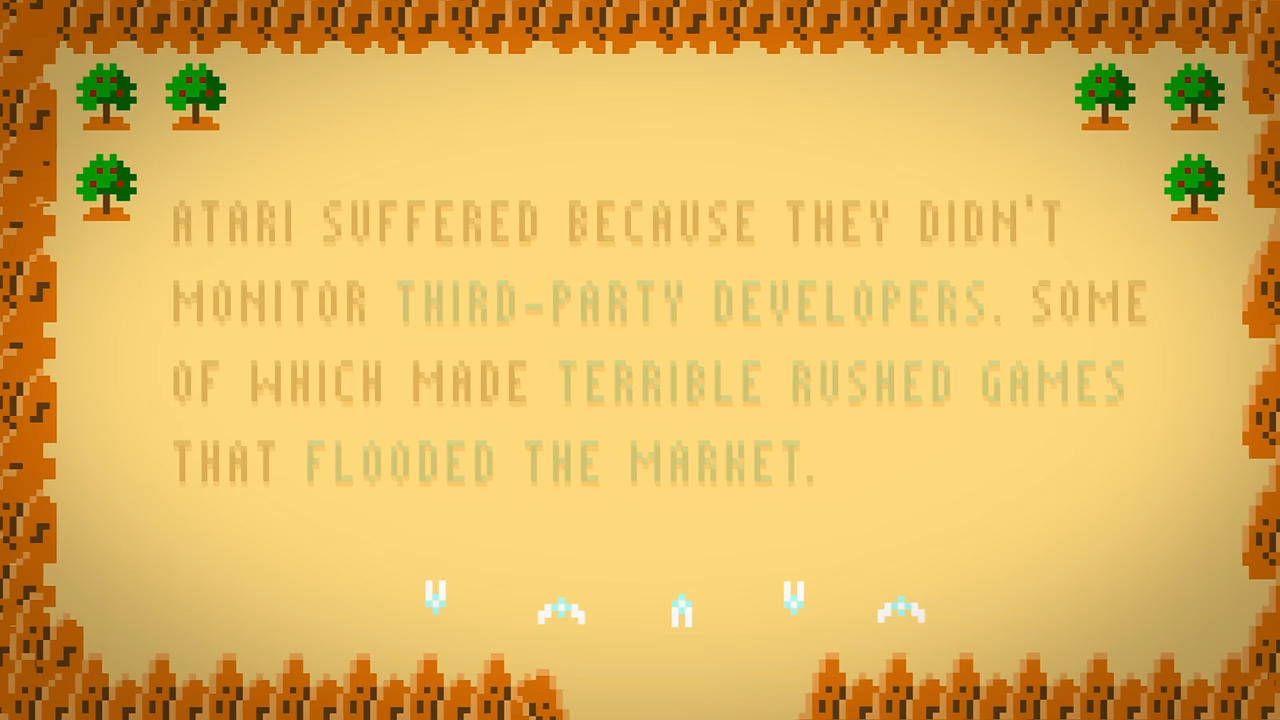 ATARI SUFFERED BECAUSE THEY DIDN'T
MONITOR THIRD-PARTY DEVELOPERS. SOME
OF WHICH MADE TERRIBLE RUSHED GAMES
THAT FLOODED THE MARKET.